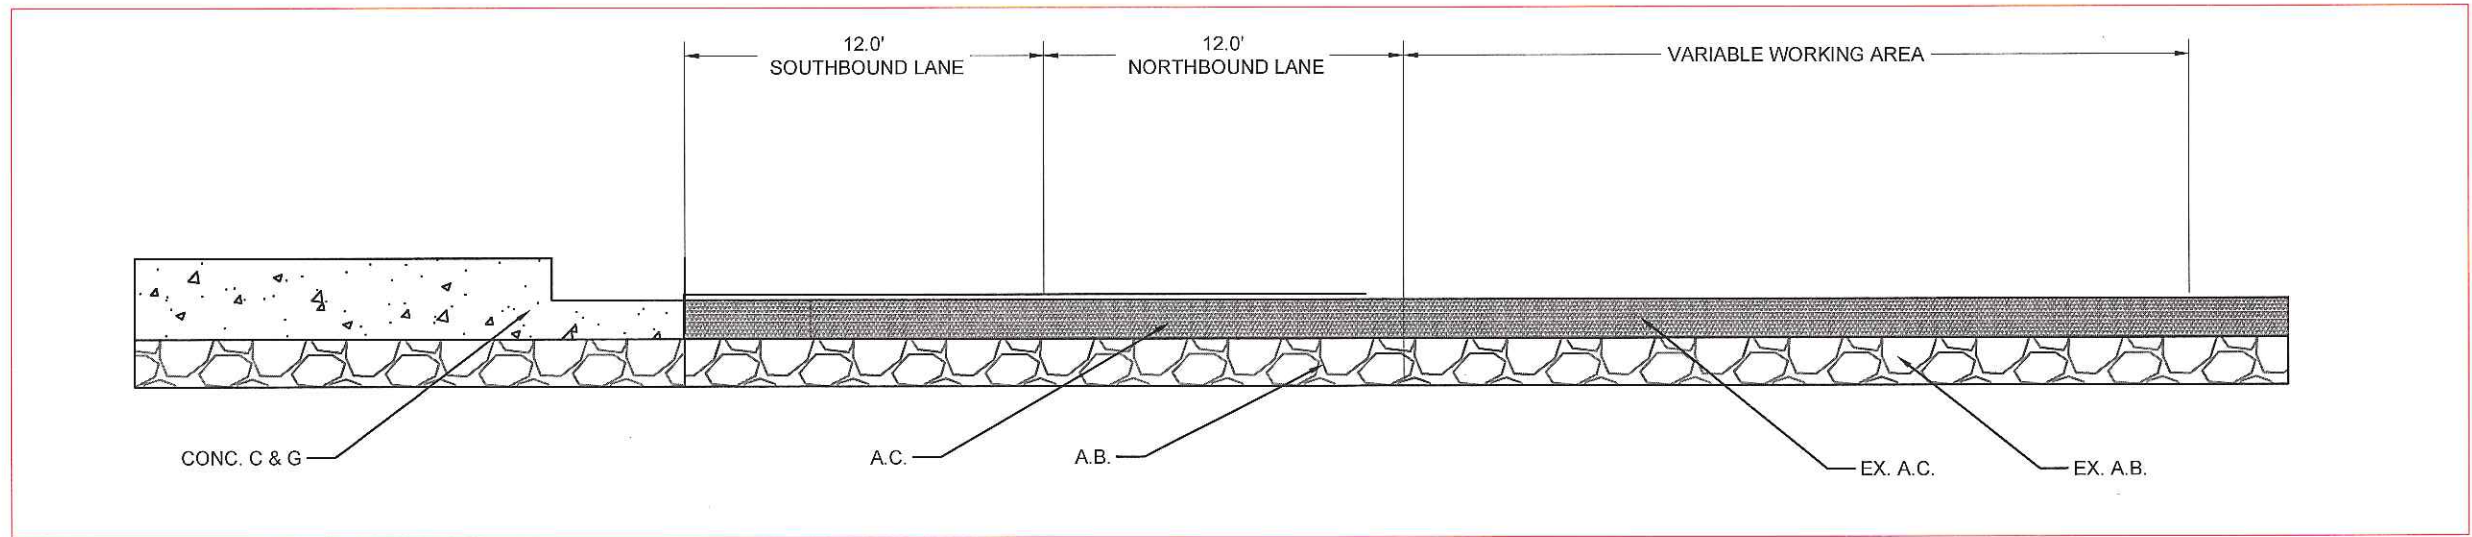 12.0'
SOUTHBOUND LANE
12.0'
NORTHBOUND LANE
VARIABLE WORKING AREA
CONC. C & G
A.C.
A.B.
EX. A.C.
EX. A.B.